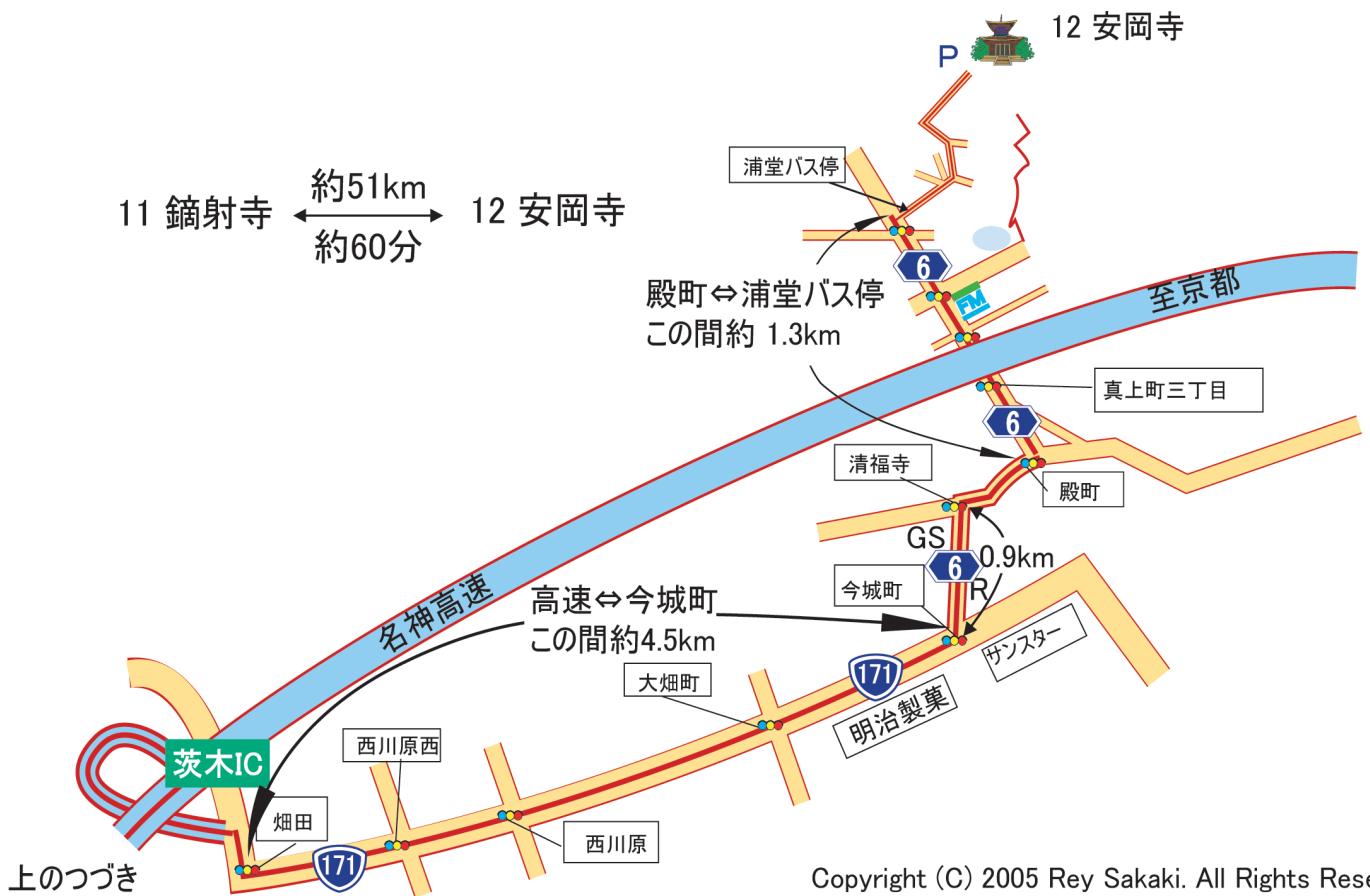 12 安岡寺
P
浦堂バス停
約51km
11 鏑射寺
12 安岡寺
約60分
6
殿町⇔浦堂バス停
この間約 1.3km
FM
至京都
真上町三丁目
6
清福寺
殿町
GS
0.9km
6
R
今城町
高速⇔今城町
この間約4.5km
名神高速
サンスター
大畑町
171
明治製菓
西川原西
茨木IC
畑田
西川原
171
上のつづき
Copyright (C) 2005 Rey Sakaki. All Rights Rese